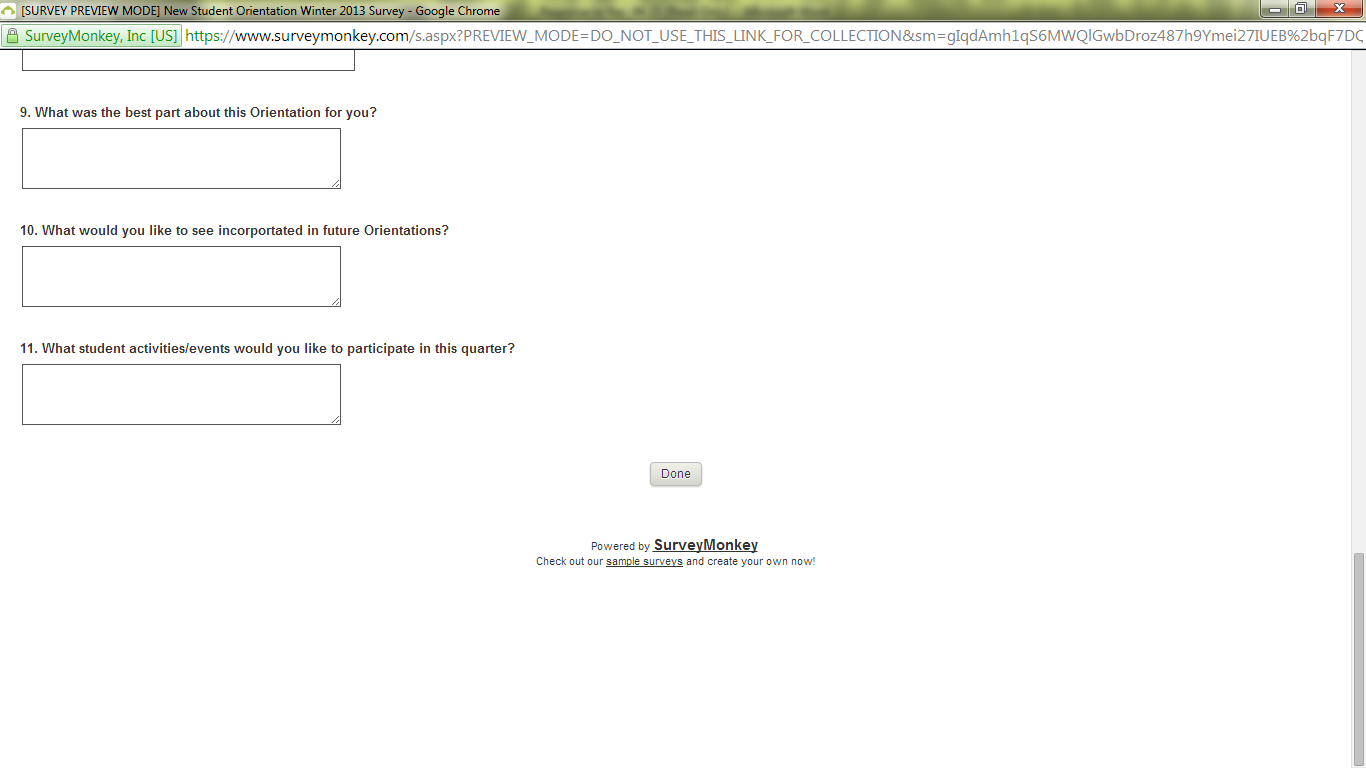 [SURVEY PREVIEW MODE] New Student Orientation Winter 2013 Survey - Google Chrome
SurveyMonkey, Inc [US] https://www.surveymonkey.com/s.aspx?PREVIEW_MODE=DO_NOT_USE_THIS_LINK_FOR_COLLECTION&sm=gIqdAmh1qS6MWQlGwbDroz487h9Ymei27IUEB%2bqF7DQ
9. What was the best part about this Orientation for you?
10. What would you like to see incorportated in future Orientations?
11. What student activities/events would you like to participate in this quarter?
Done
Powered by SurveyMonkey
Check out our sample surveys and create your own now!